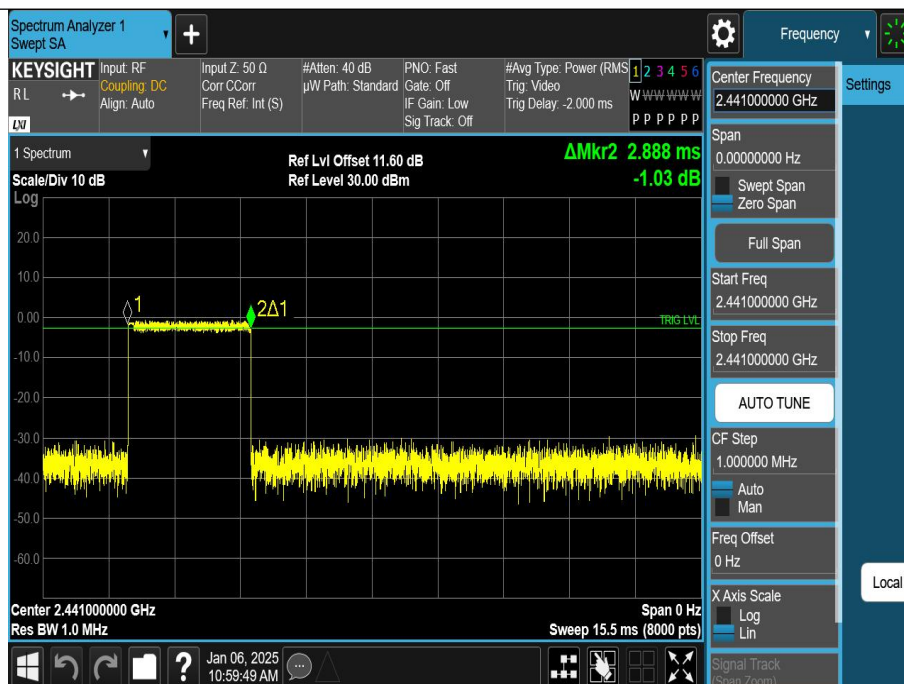 Spectrum Analyzer 1
Swept SA
+
Frequency
KEYSIGHT
RL
LXI
Input: RF
Coupling: DC
Align: Auto
Input Z: 50 Ω
Corr CCorr
Freq Ref: Int (S)
#Atten: 40 dB
µW Path: Standard
PNO: Fast
Gate: Off
IF Gain: Low
Sig Track: Off
#Avg Type: Power (RMS
Trig: Video
Trig Delay: -2.000 ms
1 2 3 4 5 6
W W W W W W
P P P P P P
1 Spectrum
Scale/Div 10 dB
Log
Ref Lvl Offset 11.60 dB
Ref Level 30.00 dBm
ΔMkr2 2.888 ms
-1.03 dB
20.0
10.0
0.00
-10.0
-20.0
-30.0
-40.0
-50.0
-60.0
1
2Δ1
TRIG LVL
Center 2.441000000 GHz
Res BW 1.0 MHz
Span 0 Hz
Sweep 15.5 ms (8000 pts)
Center Frequency
2.441000000 GHz
Span
0.00000000 Hz
Swept Span
Zero Span
Full Span
Start Freq
2.441000000 GHz
Stop Freq
2.441000000 GHz
AUTO TUNE
CF Step
1.000000 MHz
Auto
Man
Freq Offset
0 Hz
X Axis Scale
Log
Lin
Signal Track
(Span Zoom)
Settings
Local
?
Jan 06, 2025
10:59:49 AM